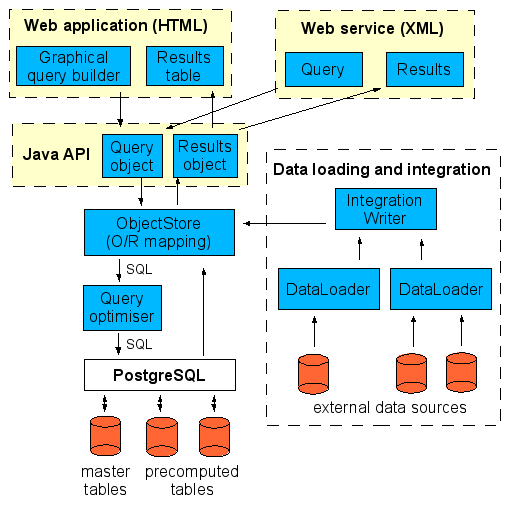 Web application (HTML)
Graphical
query builder
Results
table
Web service (XML)
Query
Results
Java API
Query
object
Results
object
Data loading and integration
Integration
Writer
ObjectStore
(O/R mapping)
SQL
DataLoader
DataLoader
Query
optimiser
SQL
PostgreSQL
external data sources
master
tables
precomputed
tables